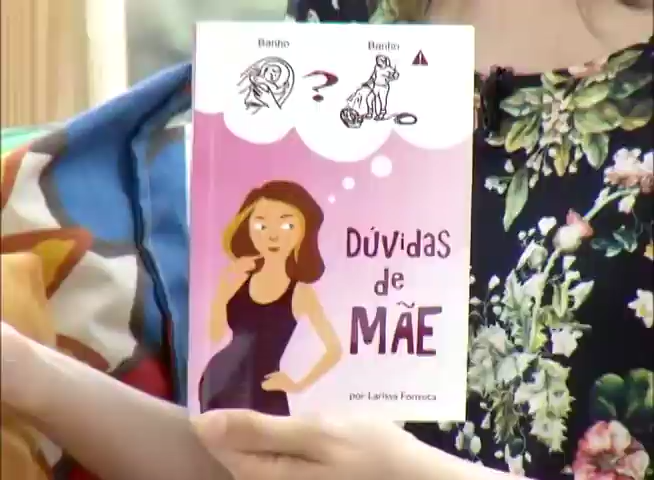 Banho Banho
?
DÚVidAS
de
MÃE
por Larissa Fonseca